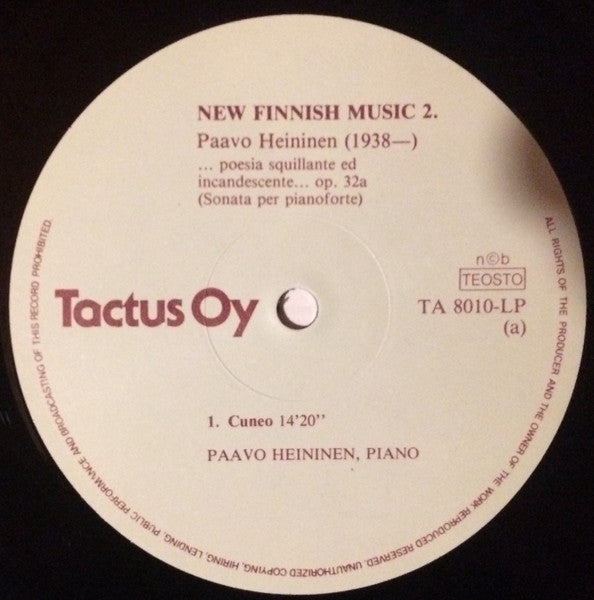 NEW FINNISH MUSIC 2.
Paavo Heininen (1938—)
... poesia squillante ed
incandescente... op. 32a
(Sonata per pianoforte)
n©b
TEOSTO
Tactus Oy
TA 8010-LP
(a)
1. Cuneo 14'20''
PAAVO HEININEN, PIANO
ALL RIGHTS OF THE PRODUCER AND THE OWNER OF THE WORK REPRODUCED RESERVED. UNAUTHORIZED COPYING, HIRING, LENDING, PUBLIC PERFORMANCE AND BROADCASTING OF THIS RECORD PROHIBITED.